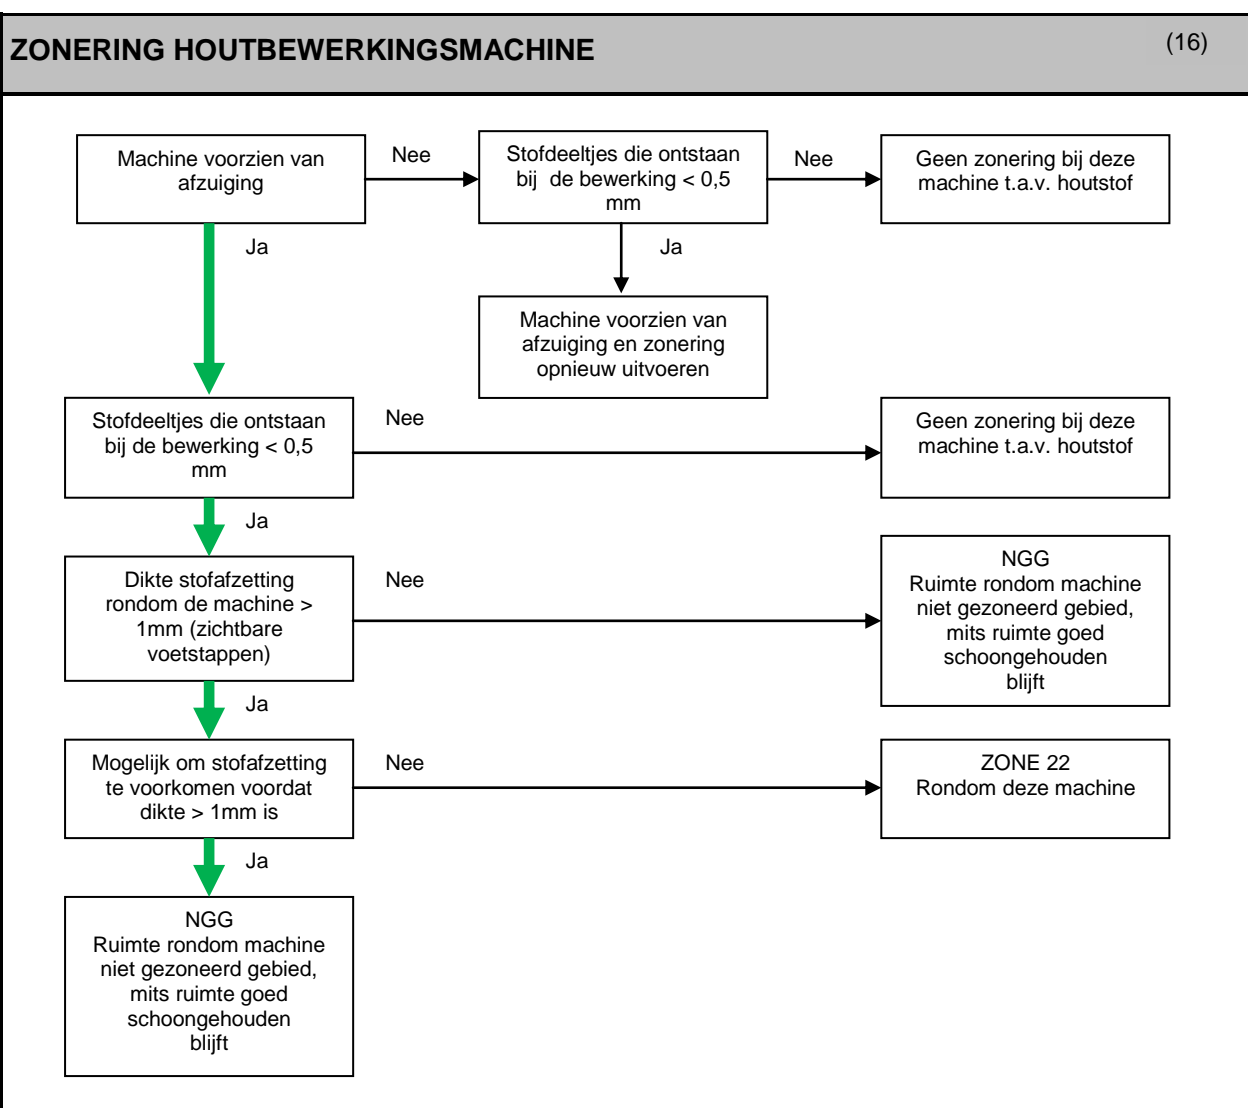 ZONERING HOUTBEWERKINGSMACHINE
(16)
Machine voorzien van
afzuiging
Nee
Stofdeeltjes die ontstaan
bij de bewerking < 0,5
mm
Nee
Geen zonering bij deze
machine t.a.v. houtstof
Ja
Ja
Machine voorzien van
afzuiging en zonering
opnieuw uitvoeren
Stofdeeltjes die ontstaan
bij de bewerking < 0,5
mm
Nee
Geen zonering bij deze
machine t.a.v. houtstof
Ja
Dikte stofafzetting
rondom de machine >
1mm (zichtbare
voetstappen)
Nee
NGG
Ruimte rondom machine
niet gezoneerd gebied,
mits ruimte goed
schoongehouden
blijft
Ja
Mogelijk om stofafzetting
te voorkomen voordat
dikte > 1mm is
Nee
ZONE 22
Rondom deze machine
Ja
NGG
Ruimte rondom machine
niet gezoneerd gebied,
mits ruimte goed
schoongehouden
blijft